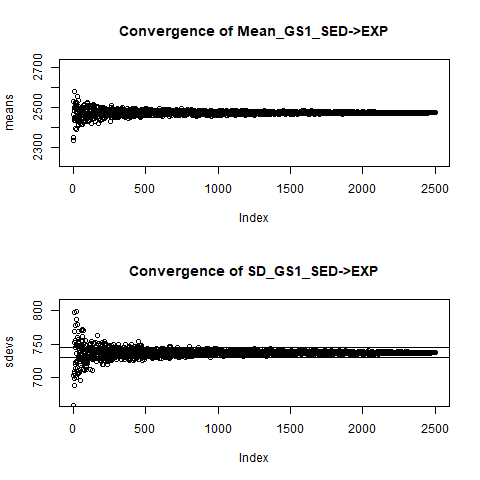 Convergence of Mean_GS1_SED->EXP
means
2700
2500
2300
0 500 1000 1500 2000 2500
Index
Convergence of SD_GS1_SED->EXP
sdevs
800
750
700
0 500 1000 1500 2000 2500
Index